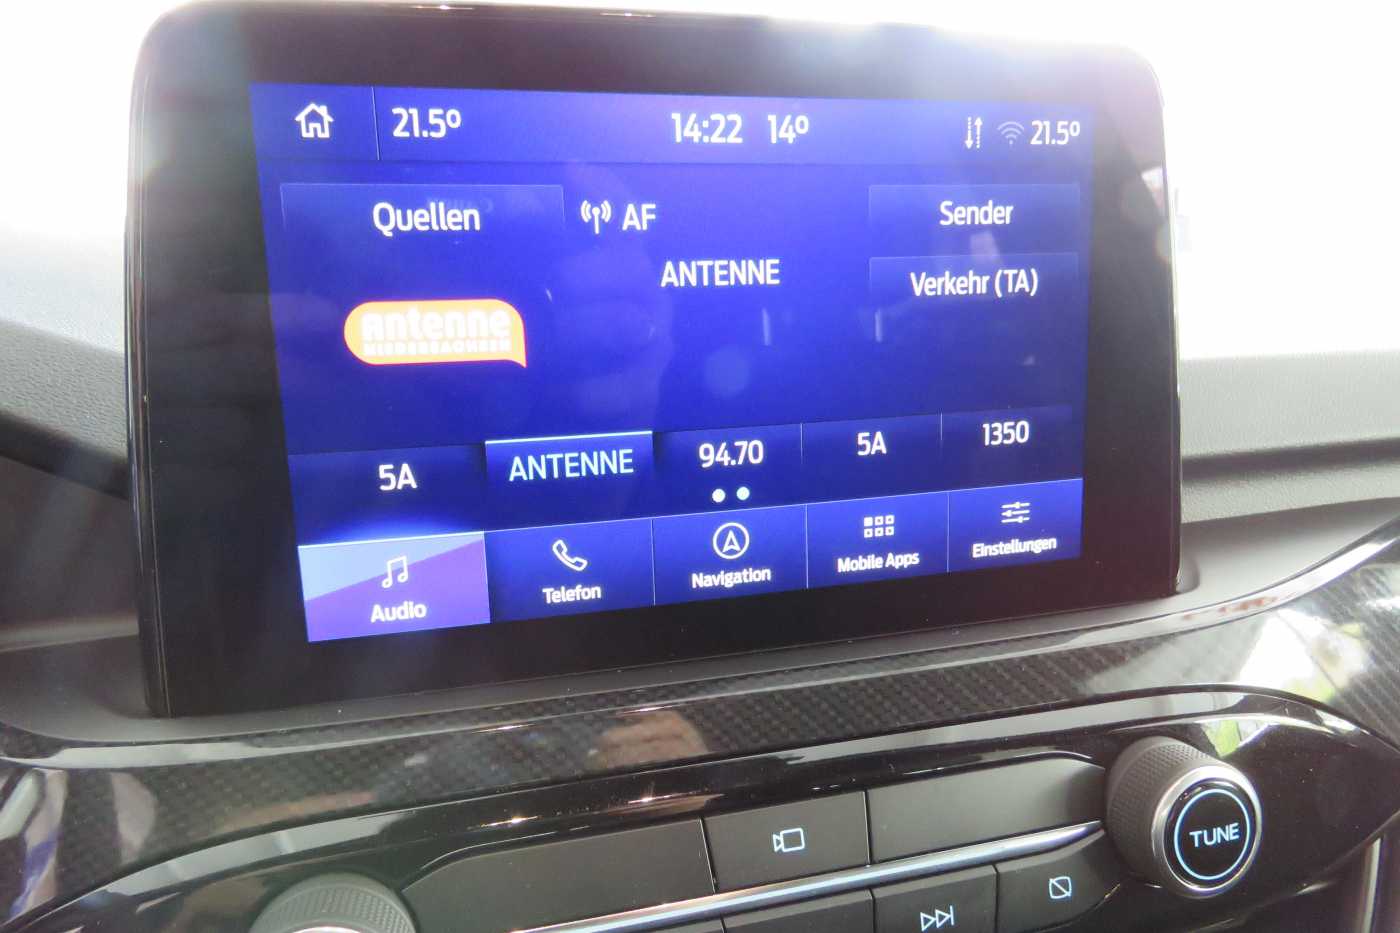 21.5°
14:22 14°
21.5°
Quellen
AF
Sender
ANTENNE
Verkehr (TA)
antenne
NIEDERSACHSEN
5A
ANTENNE
94.70
5A
1350
Audio
Telefon
Navigation
Mobile Apps
Einstellungen
TUNE